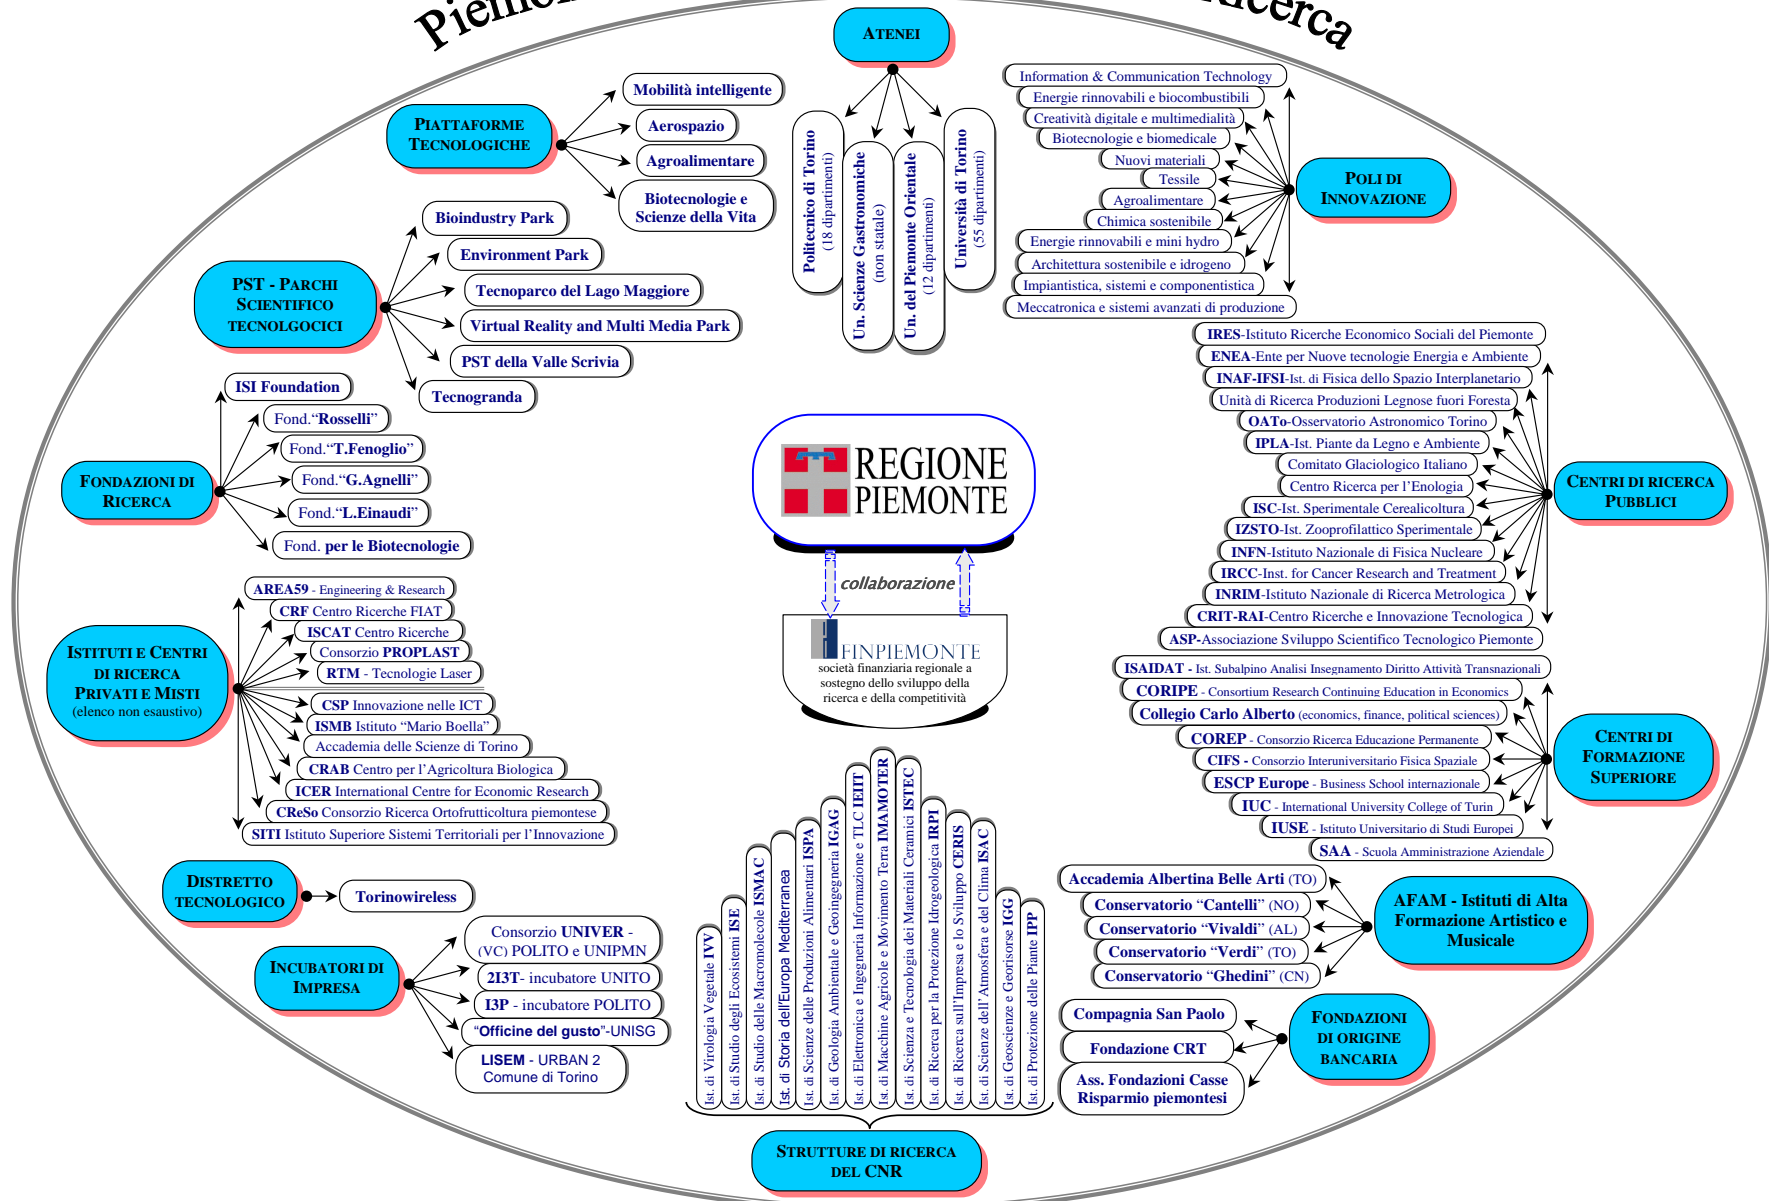 Piemon
Ricerca
ATENEI
Politecnico di Torino
(18 dipartimenti)
Un. Scienze Gastronomiche
(non statale)
Un. del Piemonte Orientale
(12 dipartimenti)
Università di Torino
(55 dipartimenti)
PIATTAFORME
TECNOLOGICHE
Mobilità intelligente
Aerospazio
Agroalimentare
Biotecnologie e
Scienze della Vita
PST - PARCHI
SCIENTIFICO
TECNOLGOCICI
Bioindustry Park
Environment Park
Tecnoparco del Lago Maggiore
Virtual Reality and Multi Media Park
PST della Valle Scrivia
Tecnogranda
FONDAZIONI DI
RICERCA
ISI Foundation
Fond.“Rosselli”
Fond.“T.Fenoglio”
Fond.“G.Agnelli”
Fond.“L.Einaudi”
Fond. per le Biotecnologie
ISTITUTI E CENTRI
DI RICERCA
PRIVATI E MISTI
(elenco non esaustivo)
AREA59 - Engineering & Research
CRF Centro Ricerche FIAT
ISCAT Centro Ricerche
Consorzio PROPLAST
RTM - Tecnologie Laser
CSP Innovazione nelle ICT
ISMB Istituto “Mario Boella”
Accademia delle Scienze di Torino
CRAB Centro per l’Agricoltura Biologica
ICER International Centre for Economic Research
CReSo Consorzio Ricerca Ortofrutticoltura piemontese
SITI Istituto Superiore Sistemi Territoriali per l’Innovazione
DISTRETTO
TECNOLOGICO
Torinowireless
INCUBATORI DI
IMPRESA
Consorzio UNIVER -
(VC) POLITO e UNIPMN
2I3T- incubatore UNITO
I3P - incubatore POLITO
“Officine del gusto”-UNISG
LISEM - URBAN 2
Comune di Torino
REGIONE
PIEMONTE
collaborazione
FINPIEMONTE
società finanziaria regionale a
sostegno dello sviluppo della
ricerca e della competitività
Ist. di Virologia Vegetale IVV
Ist. di Studio degli Ecosistemi ISE
Ist. di Studio delle Macromolecole ISMAC
Ist. di Storia dell’Europa Mediterranea
Ist. di Scienze delle Produzioni Alimentari ISPA
Ist. di Geologia Ambientale e Geoingegneria IGAG
Ist. di Elettronica e Ingegneria Informazione e TLC IEIIT
Ist. di Macchine Agricole e Movimento Terra IMAMOTER
Ist. di Scienza e Tecnologia dei Materiali Ceramici ISTEC
Ist. di Ricerca per la Protezione Idrogeologica IRPI
Ist. di Ricerca sull’Impresa e lo Sviluppo CERIS
Ist. di Scienze dell’Atmosfera e del Clima ISAC
Ist. di Geoscienze e Georisorse IGG
Ist. di Protezione delle Piante IPP
STRUTTURE DI RICERCA
DEL CNR
POLI DI
INNOVAZIONE
Information & Communication Technology
Energie rinnovabili e biocombustibili
Creatività digitale e multimedialità
Biotecnologie e biomedicale
Nuovi materiali
Tessile
Agroalimentare
Chimica sostenibile
Energie rinnovabili e mini hydro
Architettura sostenibile e idrogeno
Impiantistica, sistemi e componentistica
Meccatronica e sistemi avanzati di produzione
CENTRI DI RICERCA
PUBBLICI
IRES-Istituto Ricerche Economico Sociali del Piemonte
ENEA-Ente per Nuove tecnologie Energia e Ambiente
INAF-IFSI-Ist. di Fisica dello Spazio Interplanetario
Unità di Ricerca Produzioni Legnose fuori Foresta
OATo-Osservatorio Astronomico Torino
IPLA-Ist. Piante da Legno e Ambiente
Comitato Glaciologico Italiano
Centro Ricerca per l’Enologia
ISC-Ist. Sperimentale Cerealicoltura
IZSTO-Ist. Zooprofilattico Sperimentale
INFN-Istituto Nazionale di Fisica Nucleare
IRCC-Inst. for Cancer Research and Treatment
INRIM-Istituto Nazionale di Ricerca Metrologica
CRIT-RAI-Centro Ricerche e Innovazione Tecnologica
ASP-Associazione Sviluppo Scientifico Tecnologico Piemonte
CENTRI DI
FORMAZIONE
SUPERIORE
ISAIDAT - Ist. Subalpino Analisi Insegnamento Diritto Attività Transnazionali
CORIPE - Consortium Research Continuing Education in Economics
Collegio Carlo Alberto (economics, finance, political sciences)
COREP - Consorzio Ricerca Educazione Permanente
CIFS - Consorzio Interuniversitario Fisica Spaziale
ESCP Europe - Business School internazionale
IUC - International University College of Turin
IUSE - Istituto Universitario di Studi Europei
SAA - Scuola Amministrazione Aziendale
AFAM - Istituti di Alta
Formazione Artistico e
Musicale
Accademia Albertina Belle Arti (TO)
Conservatorio “Cantelli” (NO)
Conservatorio “Vivaldi” (AL)
Conservatorio “Verdi” (TO)
Conservatorio “Ghedini” (CN)
FONDAZIONI
DI ORIGINE
BANCARIA
Compagnia San Paolo
Fondazione CRT
Ass. Fondazioni Casse
Risparmio piemontesi